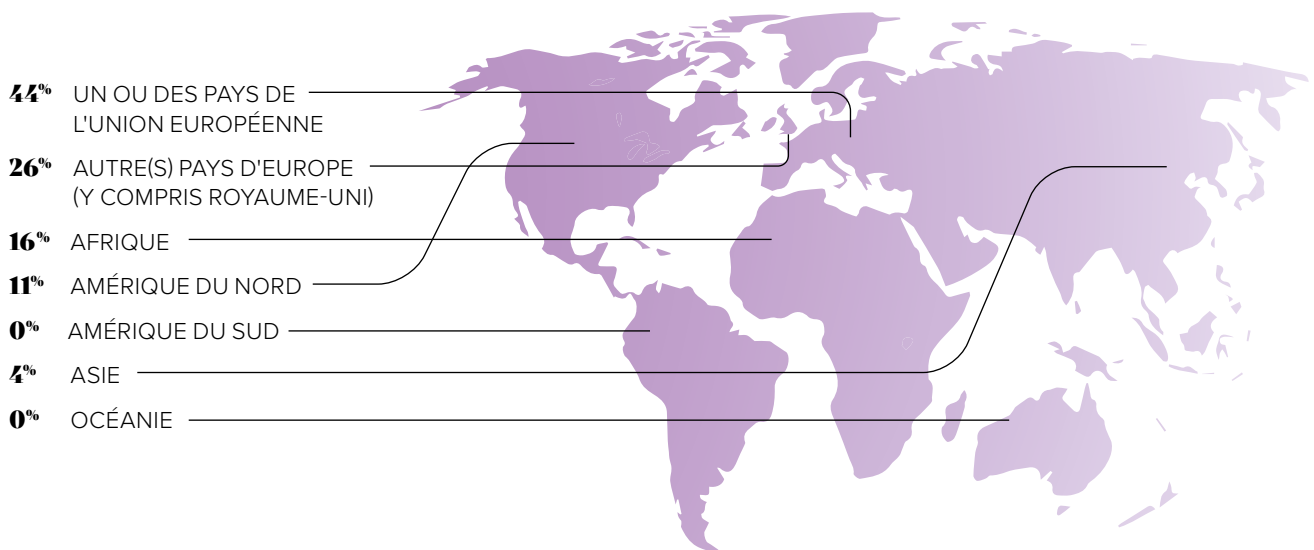 44% UN OU DES PAYS DE
L'UNION EUROPÉENNE
26% AUTRE(S) PAYS D'EUROPE
(Y COMPRIS ROYAUME-UNI)
16% AFRIQUE
11% AMÉRIQUE DU NORD
0% AMÉRIQUE DU SUD
4% ASIE
0% OCÉANIE